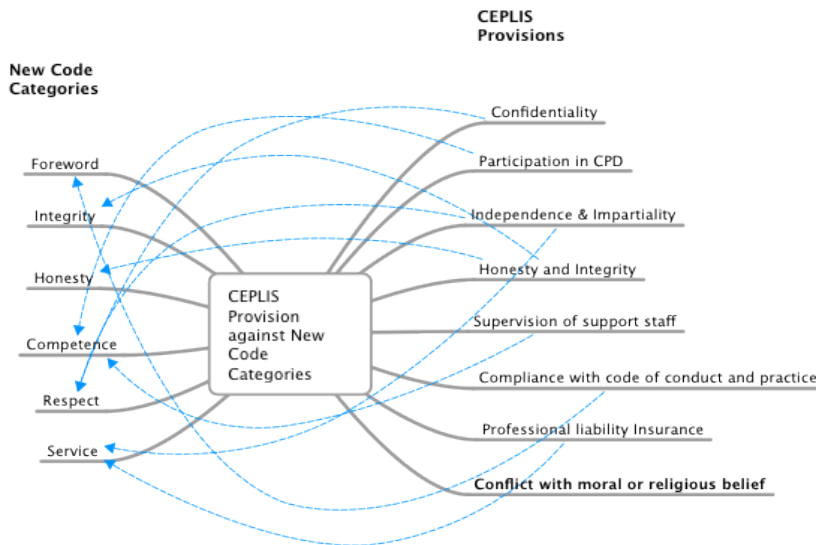 CEPLIS
Provisions
New Code
Categories
Confidentiality
Foreword
Participation in CPD
Integrity
Independence & Impartiality
Honesty
Honesty and Integrity
CEPLIS
Provision
against New
Code
Categories
Supervision of support staff
Competence
Compliance with code of conduct and practice
Respect
Professional liability Insurance
Service
Conflict with moral or religious belief